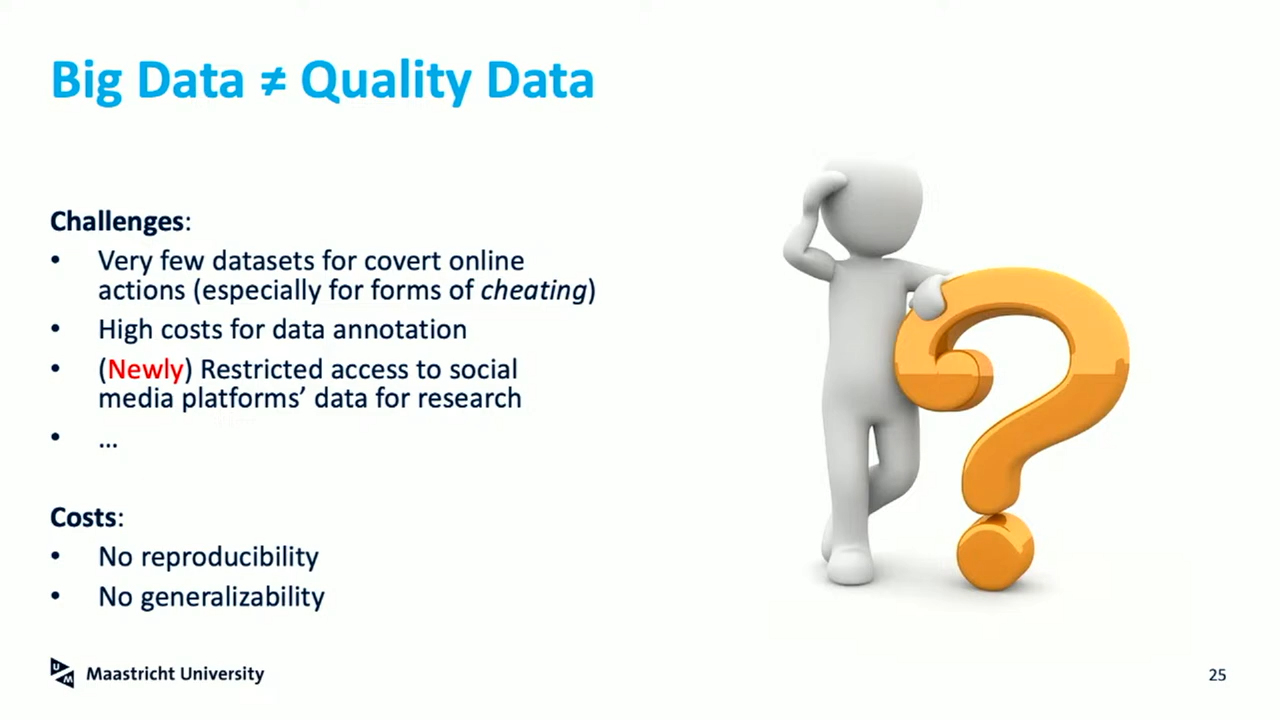 Big Data ≠ Quality Data
Challenges:
• Very few datasets for covert online
actions (especially for forms of cheating)
• High costs for data annotation
• (Newly) Restricted access to social
media platforms’ data for research
• …
Costs:
• No reproducibility
• No generalizability
UM Maastricht University
25